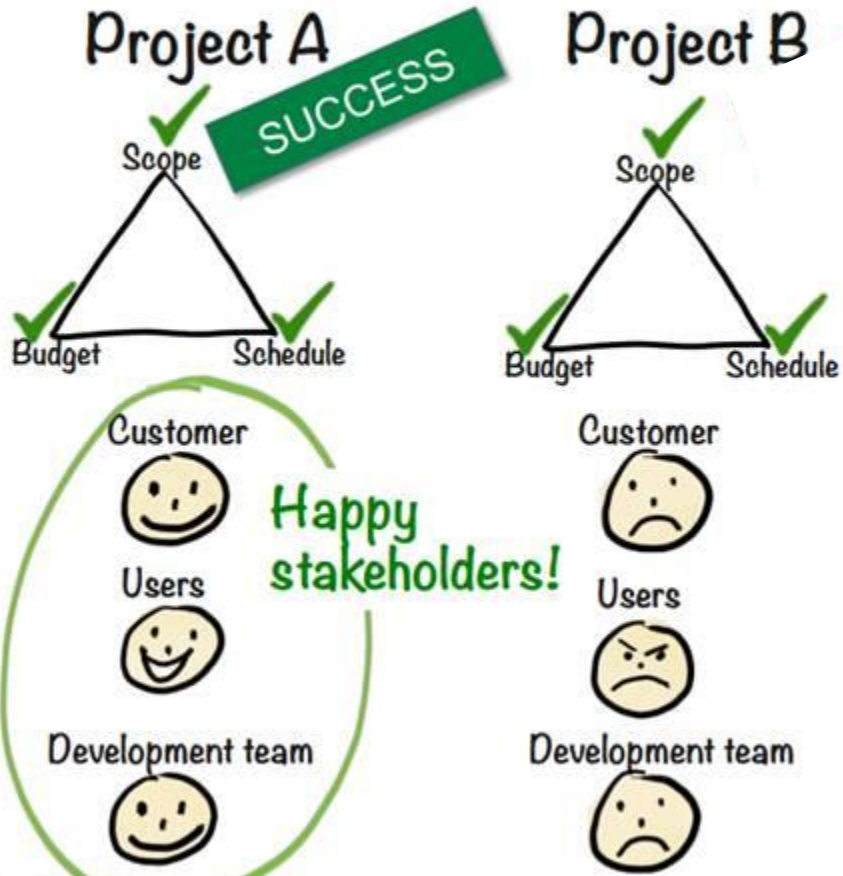 Project A
SUCCESS
Scope
Budget
Schedule
Customer
Happy
stakeholders!
Users
Development team
Project B
Scope
Budget
Schedule
Customer
Users
Development team